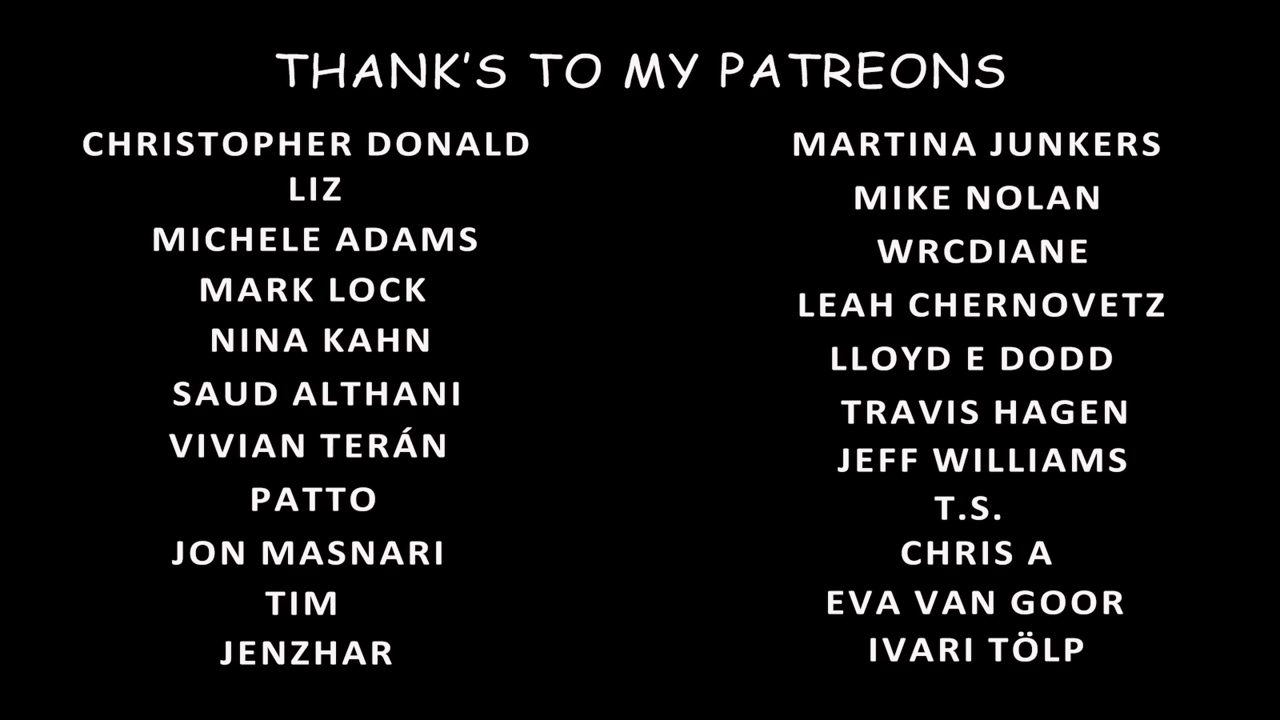 THANK'S TO MY PATREONS
CHRISTOPHER DONALD
LIZ
MICHELE ADAMS
MARK LOCK
NINA KAHN
SAUD ALTHANI
VIVIAN TERÁN
PATTO
JON MASNARI
TIM
JENZHAR
MARTINA JUNKERS
MIKE NOLAN
WRCDIANE
LEAH CHERNOVETZ
LLOYD E DODD
TRAVIS HAGEN
JEFF WILLIAMS
T.S.
CHRIS A
EVA VAN GOOR
IVARI TÖLP